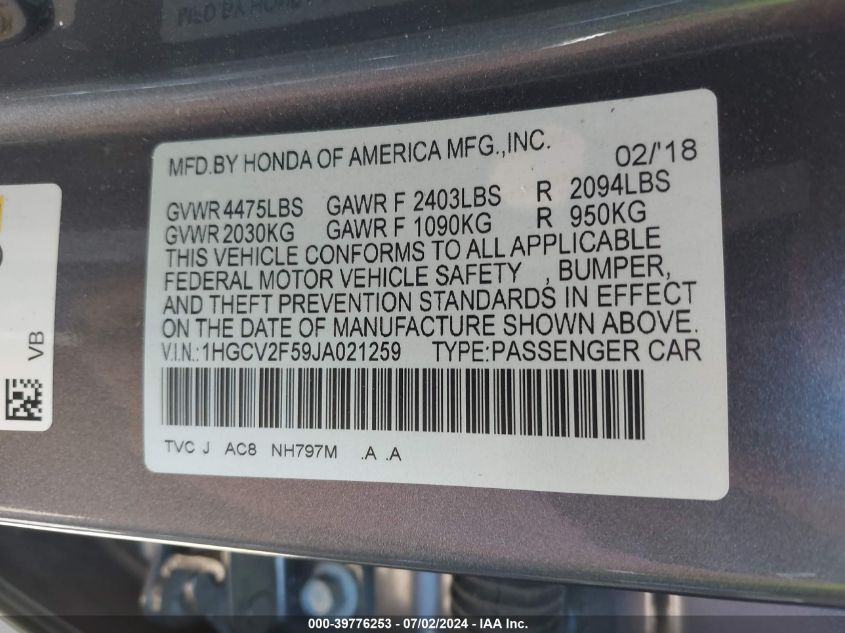 MFD.BY HONDA OF AMERICA MFG.,INC. 02/'18
GVWR 4475LBS GAWR F 2403LBS R 2094LBS
GVWR 2030KG GAWR F 1090KG R 950KG
THIS VEHICLE CONFORMS TO ALL APPLICABLE
FEDERAL MOTOR VEHICLE SAFETY , BUMPER,
AND THEFT PREVENTION STANDARDS IN EFFECT
ON THE DATE OF MANUFACTURE SHOWN ABOVE.
V.I.N.:1HGCV2F59JA021259 TYPE:PASSENGER CAR
TVC J AC8 NH797M .A .A
VB
000-39776253 - 07/02/2024 - IAA Inc.